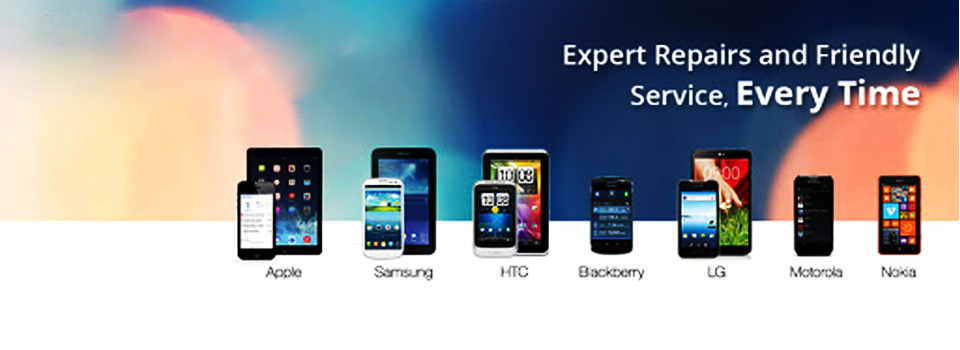 Expert Repairs and Friendly
Service, Every Time
Apple
Samsung
HTC
Blackberry
LG
Motorola
Nokia